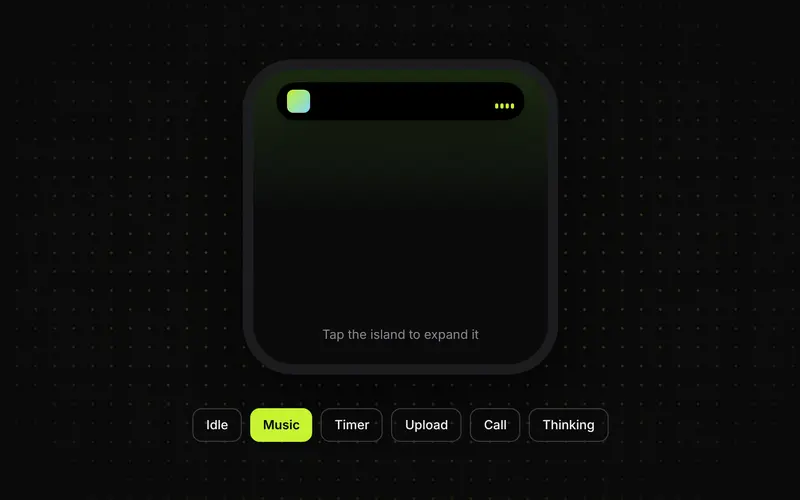 Tap the island to expand it
Idle
Music
Timer
Upload
Call
Thinking